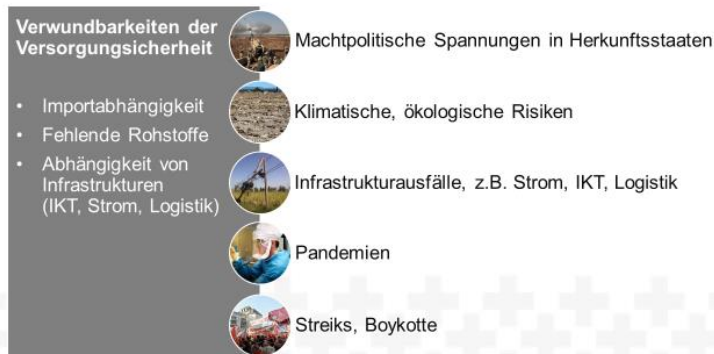 Verwundbarkeiten der
Versorgungsicherheit
• Importabhängigkeit
• Fehlende Rohstoffe
• Abhängigkeit von
Infrastrukturen
(IKT, Strom, Logistik)
Machtpolitische Spannungen in Herkunftsstaaten
Klimatische, ökologische Risiken
Infrastrukturausfälle, z.B. Strom, IKT, Logistik
Pandemien
Streiks, Boykotte